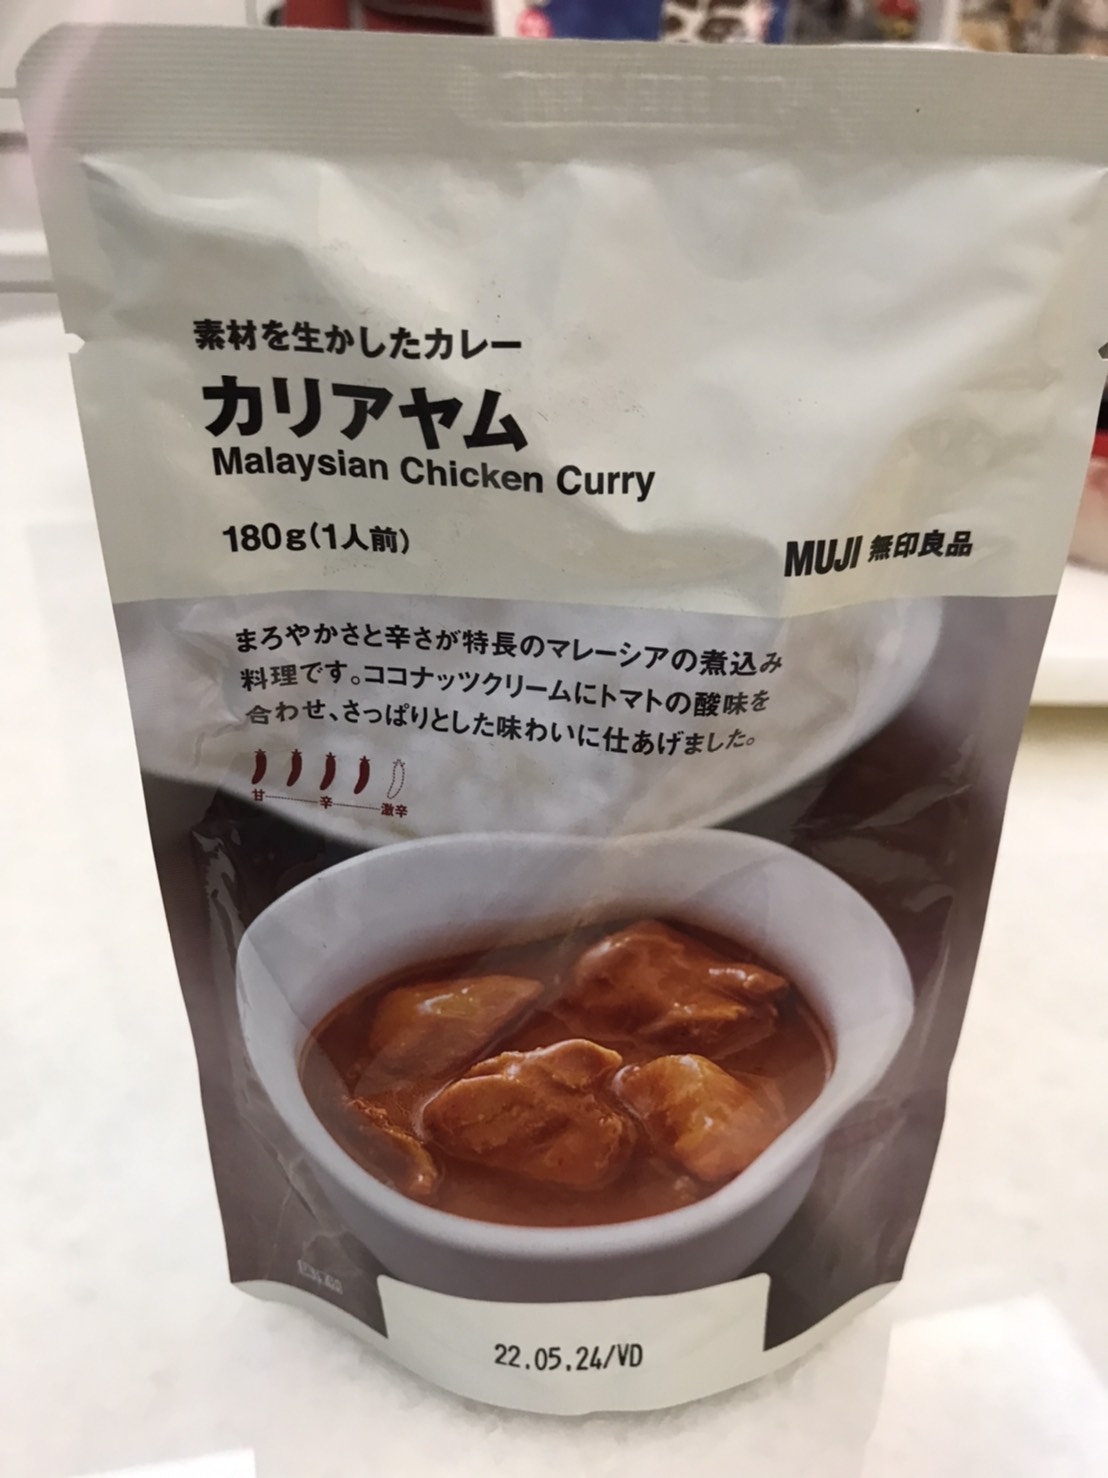 素材を生かしたカレー
カリアヤム
Malaysian Chicken Curry
180g(1人前)
MUJI 無印良品
まろやかさと辛さが特長のマレーシアの煮込み
料理です。ココナッツクリームにトマトの酸味を
合わせ、さっぱりとした味わいに仕あげました。
甘 辛 激辛
22.05.24/VD